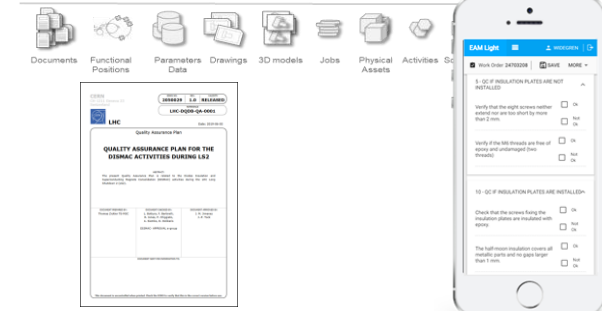 Documents
Functional
Positions
Parameters
Data
Drawings
3D models
Jobs
Physical
Assets
Activities
CERN
RELEASED
LHC-DQDB-QA-0001
LHC
Quality Assurance Plan
QUALITY ASSURANCE PLAN FOR THE
DISMAC ACTIVITIES DURING LS2
EAM Light
WIDEGREN
Work Order 24703208
SAVE
MORE
5 - QC IF INSULATION PLATES ARE NOT
INSTALLED
Verify that the eight screws neither
extend nor are too short by more
than 2 mm.
Ok
Not
Ok
Verify if the M6 threads are free of
epoxy and undamaged (two
threads)
Ok
Not
Ok
10 - QC IF INSULATION PLATES ARE INSTALLED
Check that the screws fixing the
insulation plates are insulated with
epoxy.
Ok
Not
Ok
The half-moon insulation covers all
metallic parts and no gaps larger
than 1 mm.
Ok
Not
Ok